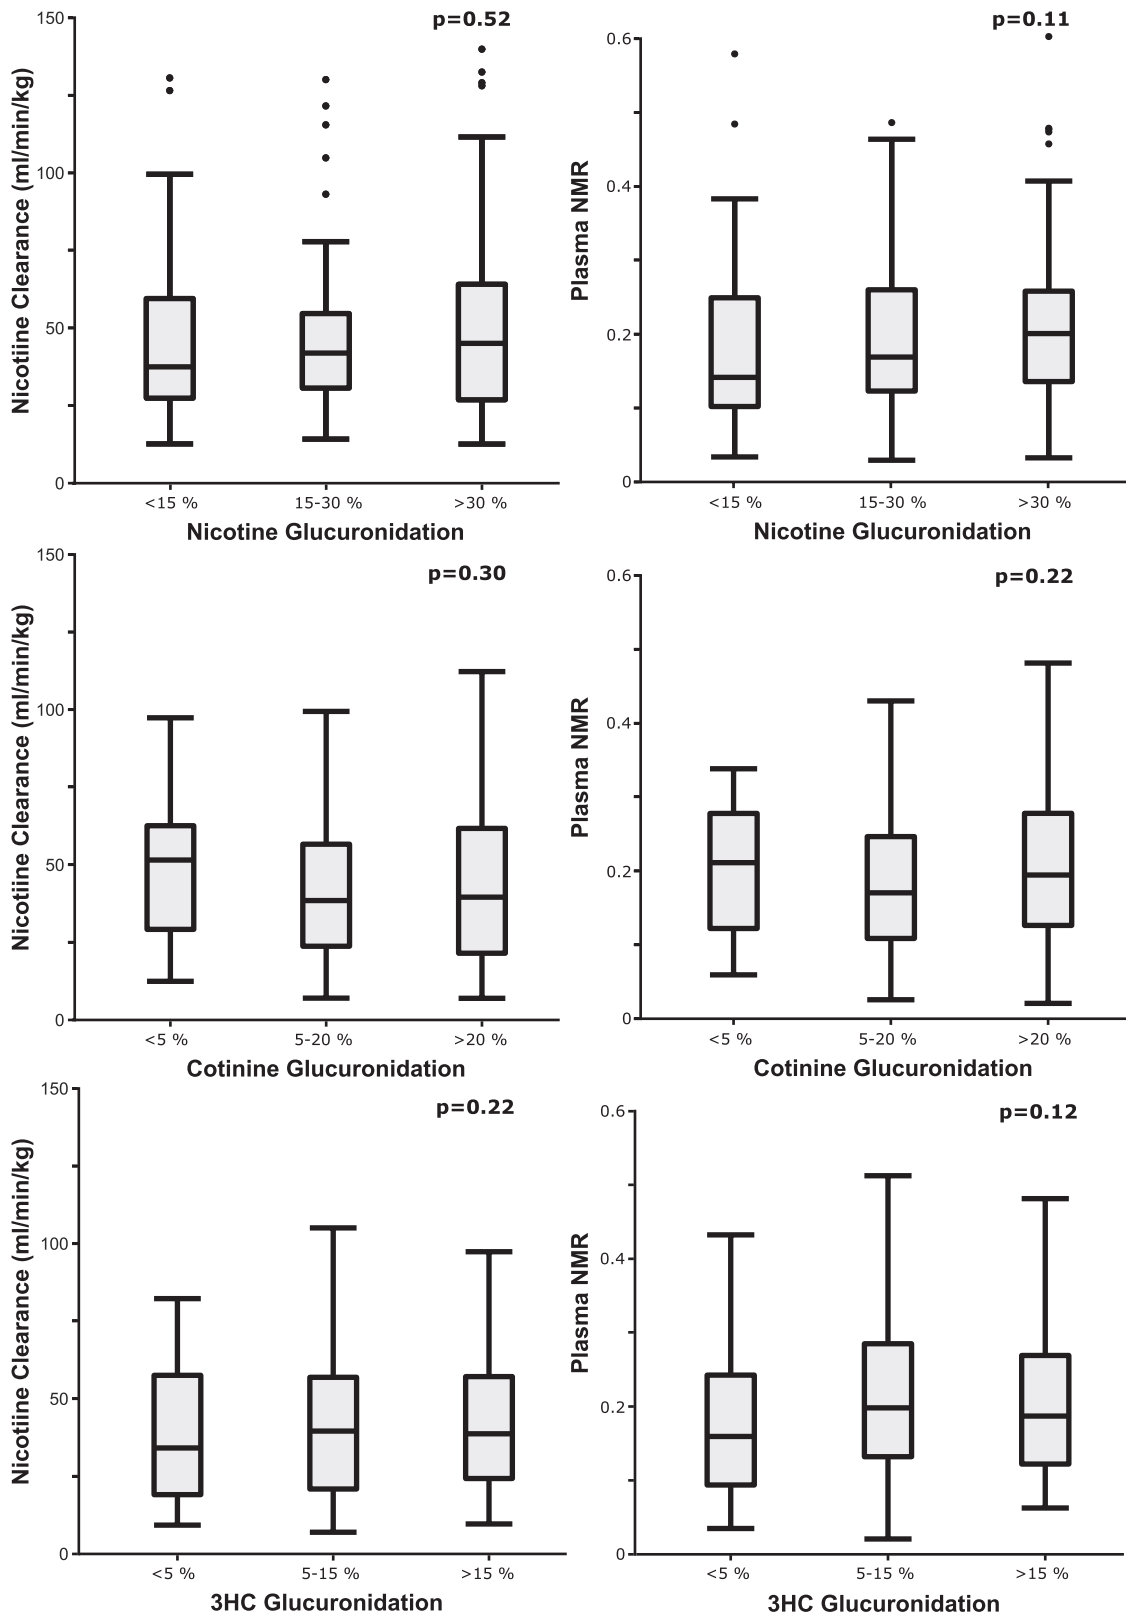 p=0.52
Nicotiine Clearance (ml/min/kg)
150
100
50
0
<15 %
15-30 %
>30 %
Nicotine Glucuronidation
p=0.11
Plasma NMR
0.6
0.4
0.2
0
<15 %
15-30 %
>30 %
Nicotine Glucuronidation
p=0.30
Nicotiine Clearance (ml/min/kg)
150
100
50
0
<5 %
5-20 %
>20 %
Cotinine Glucuronidation
p=0.22
Plasma NMR
0.6
0.4
0.2
0
<5 %
5-20 %
>20 %
Cotinine Glucuronidation
p=0.22
Nicotiine Clearance (ml/min/kg)
150
100
50
0
<5 %
5-15 %
>15 %
3HC Glucuronidation
p=0.12
Plasma NMR
0.6
0.4
0.2
0
<5 %
5-15 %
>15 %
3HC Glucuronidation